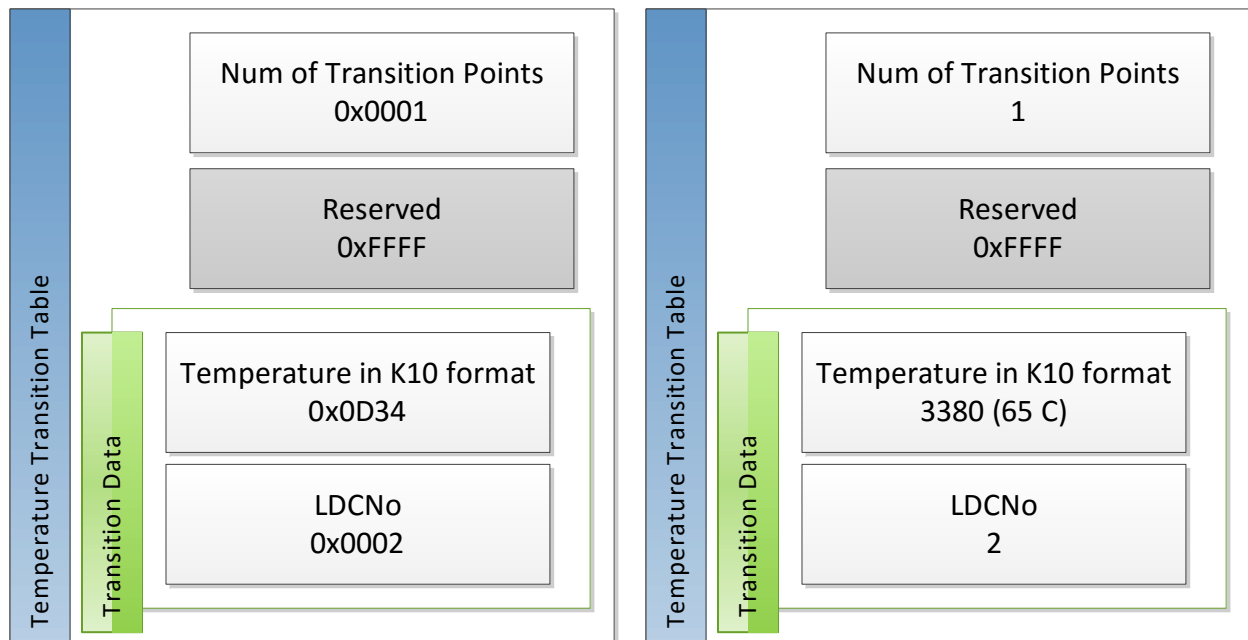 Temperature Transition Table
Num of Transition Points
0x0001
Reserved
0xFFFF
Transition Data
Temperature in K10 format
0x0D34
LDCNo
0x0002
Temperature Transition Table
Num of Transition Points
1
Reserved
0xFFFF
Transition Data
Temperature in K10 format
3380 (65 C)
LDCNo
2